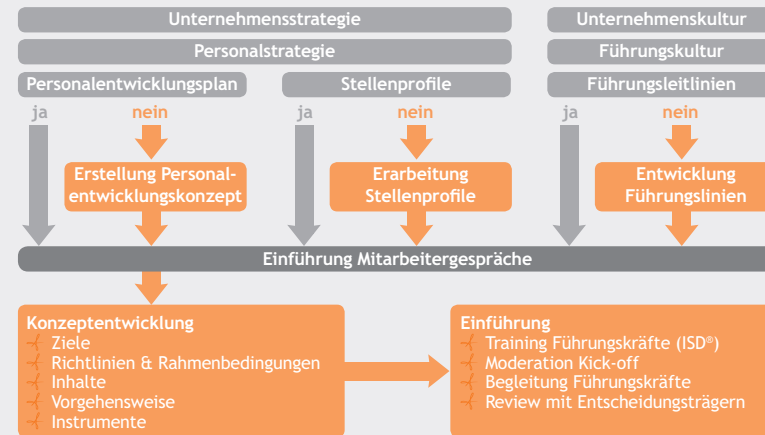 Unternehmensstrategie
Unternehmenskultur
Personalstrategie
Führungskultur
Personalentwicklungsplan
Stellenprofile
Führungsleitlinien
ja
nein
ja
nein
ja
nein
Erstellung Personal-
entwicklungskonzept
Erarbeitung
Stellenprofile
Entwicklung
Führungslinien
Einführung Mitarbeitergespräche
Konzeptentwicklung
Ziele
Richtlinien & Rahmenbedingungen
Inhalte
Vorgehensweise
Instrumente
Einführung
Training Führungskräfte (ISD®)
Moderation Kick-off
Begleitung Führungskräfte
Review mit Entscheidungsträgern